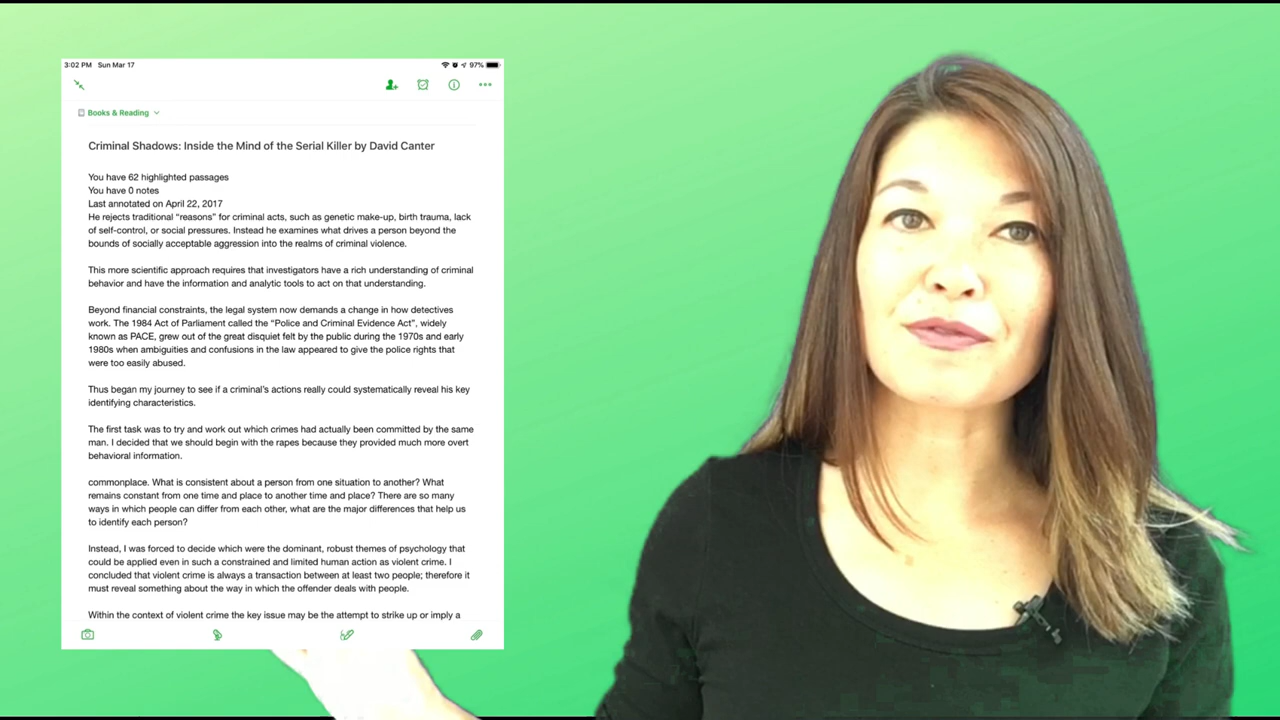 3:02 PM Sun Mar 17
97%
Books & Reading
Criminal Shadows: Inside the Mind of the Serial Killer by David Canter
You have 62 highlighted passages
You have 0 notes
Last annotated on April 22, 2017
He rejects traditional “reasons” for criminal acts, such as genetic make-up, birth trauma, lack
of self-control, or social pressures. Instead he examines what drives a person beyond the
bounds of socially acceptable aggression into the realms of criminal violence.
This more scientific approach requires that investigators have a rich understanding of criminal
behavior and have the information and analytic tools to act on that understanding.
Beyond financial constraints, the legal system now demands a change in how detectives
work. The 1984 Act of Parliament called the “Police and Criminal Evidence Act”, widely
known as PACE, grew out of the great disquiet felt by the public during the 1970s and early
1980s when ambiguities and confusions in the law appeared to give the police rights that
were too easily abused.
Thus began my journey to see if a criminal’s actions really could systematically reveal his key
identifying characteristics.
The first task was to try and work out which crimes had actually been committed by the same
man. I decided that we should begin with the rapes because they provided much more overt
behavioral information.
commonplace. What is consistent about a person from one situation to another? What
remains constant from one time and place to another time and place? There are so many
ways in which people can differ from each other, what are the major differences that help us
to identify each person?
Instead, I was forced to decide which were the dominant, robust themes of psychology that
could be applied even in such a constrained and limited human action as violent crime. I
concluded that violent crime is always a transaction between at least two people; therefore it
must reveal something about the way in which the offender deals with people.
Within the context of violent crime the key issue may be the attempt to strike up or imply a